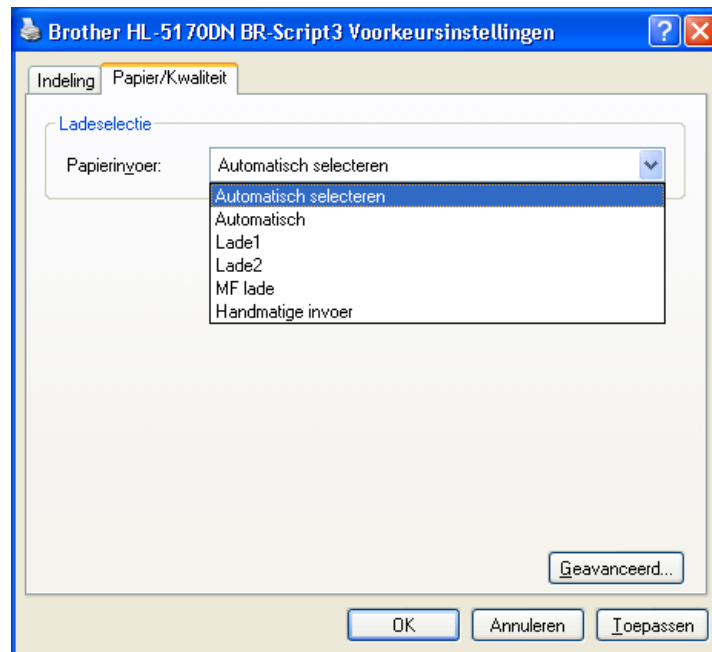 Brother HL-5170DN BR-Script3 Voorkeursinstellingen
Indeling Papier/Kwaliteit
Ladeselectie
Papierinvoer: Automatisch selecteren
Automatisch selecteren
Automatisch
Lade1
Lade2
MF lade
Handmatige invoer
Geavanceerd...
OK Annuleren Toepassen